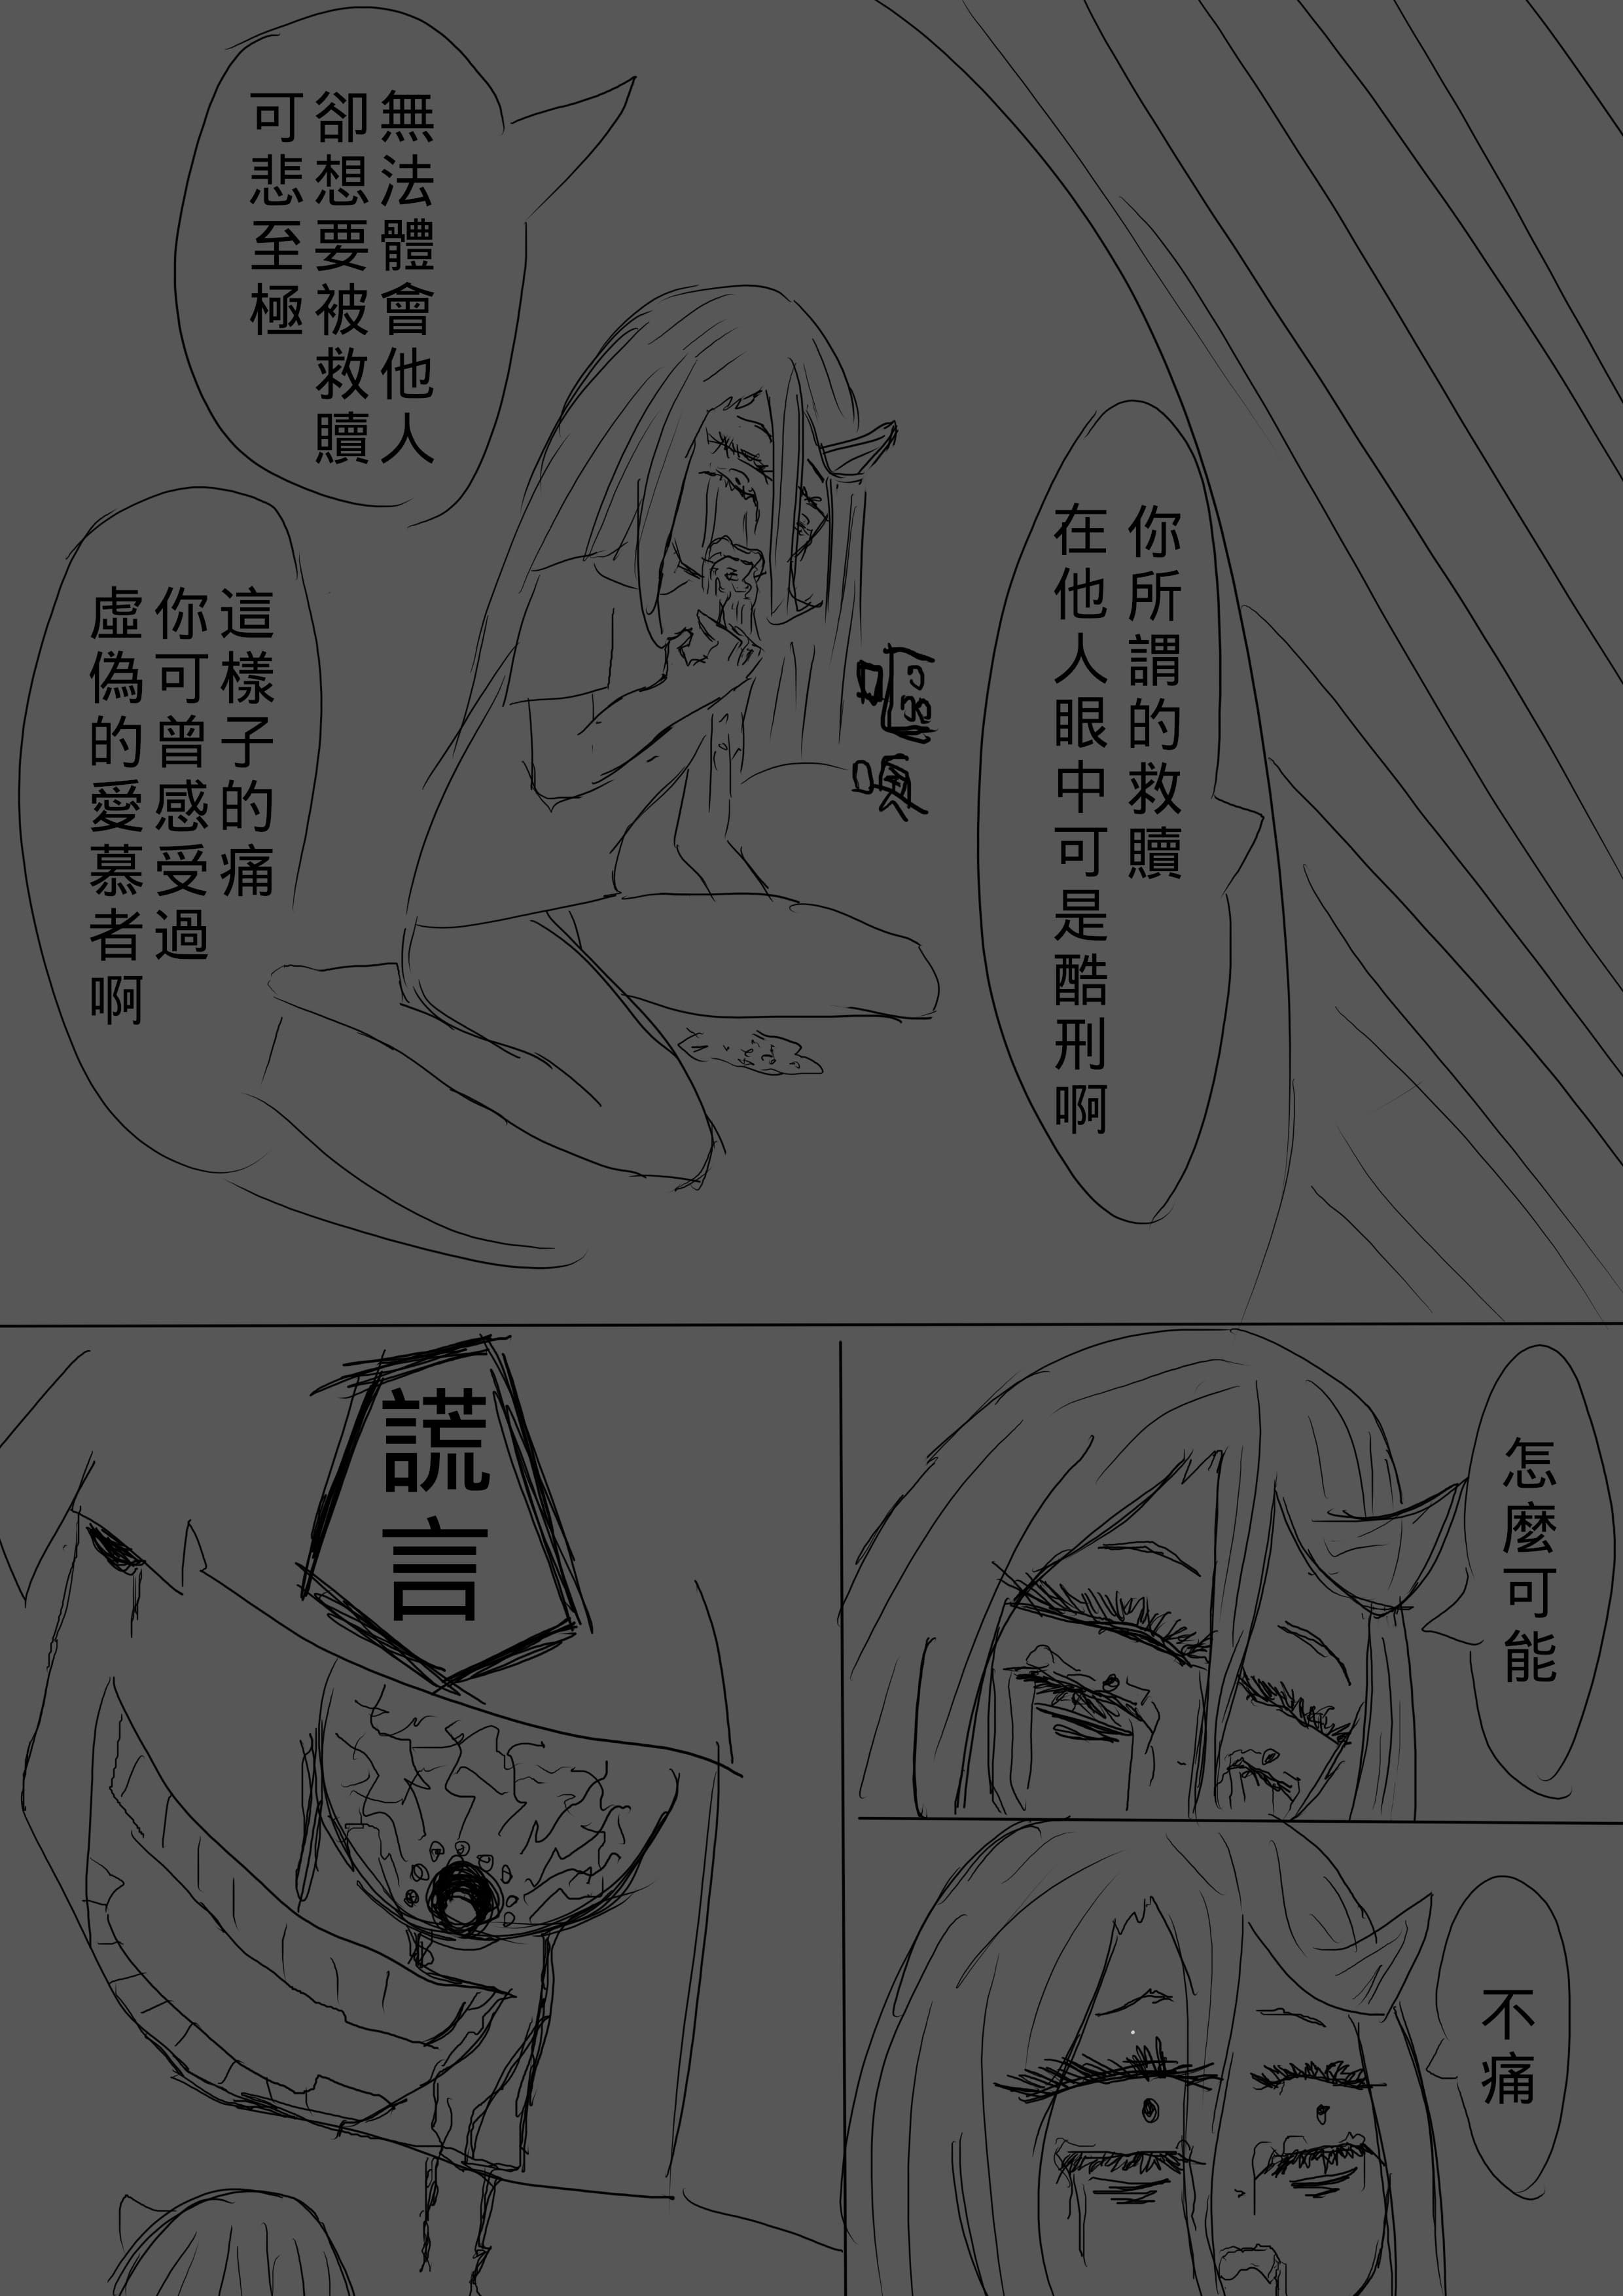 你所謂的救贖
在他人眼中可是酷刑啊
無法體會他人
卻想要被救贖
可悲至極
嘔
嗯
這樣子的痛
你可曾感受過
虛偽的愛慕者啊
怎麼可能
不痛
謊言